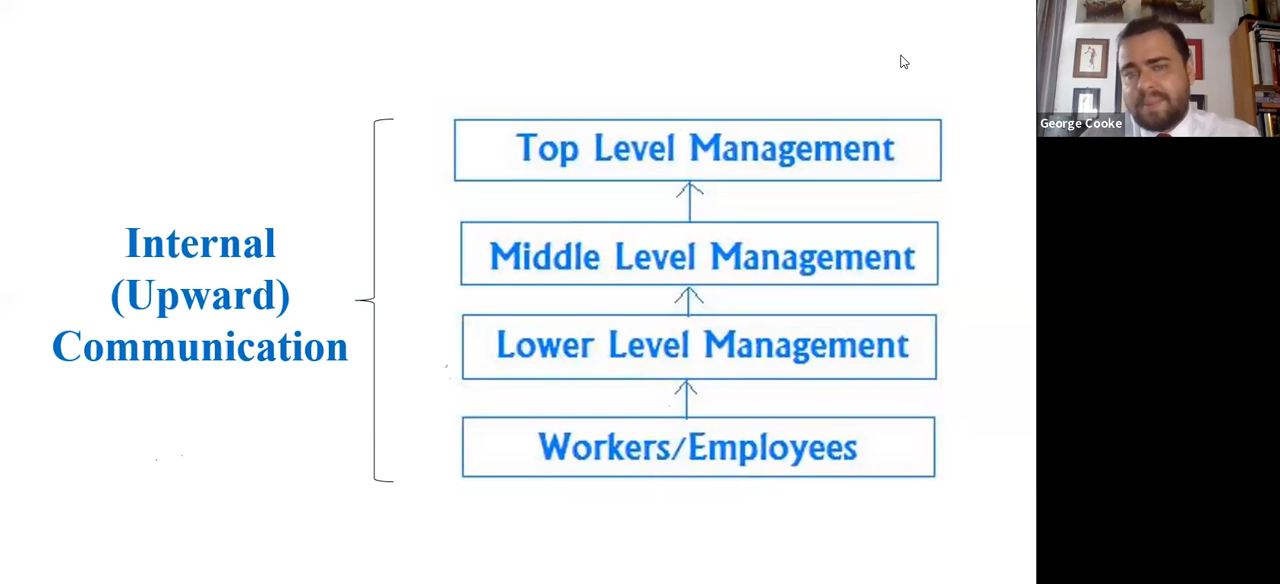 Internal
(Upward)
Communication
Top Level Management
Middle Level Management
Lower Level Management
Workers/Employees
George Cooke